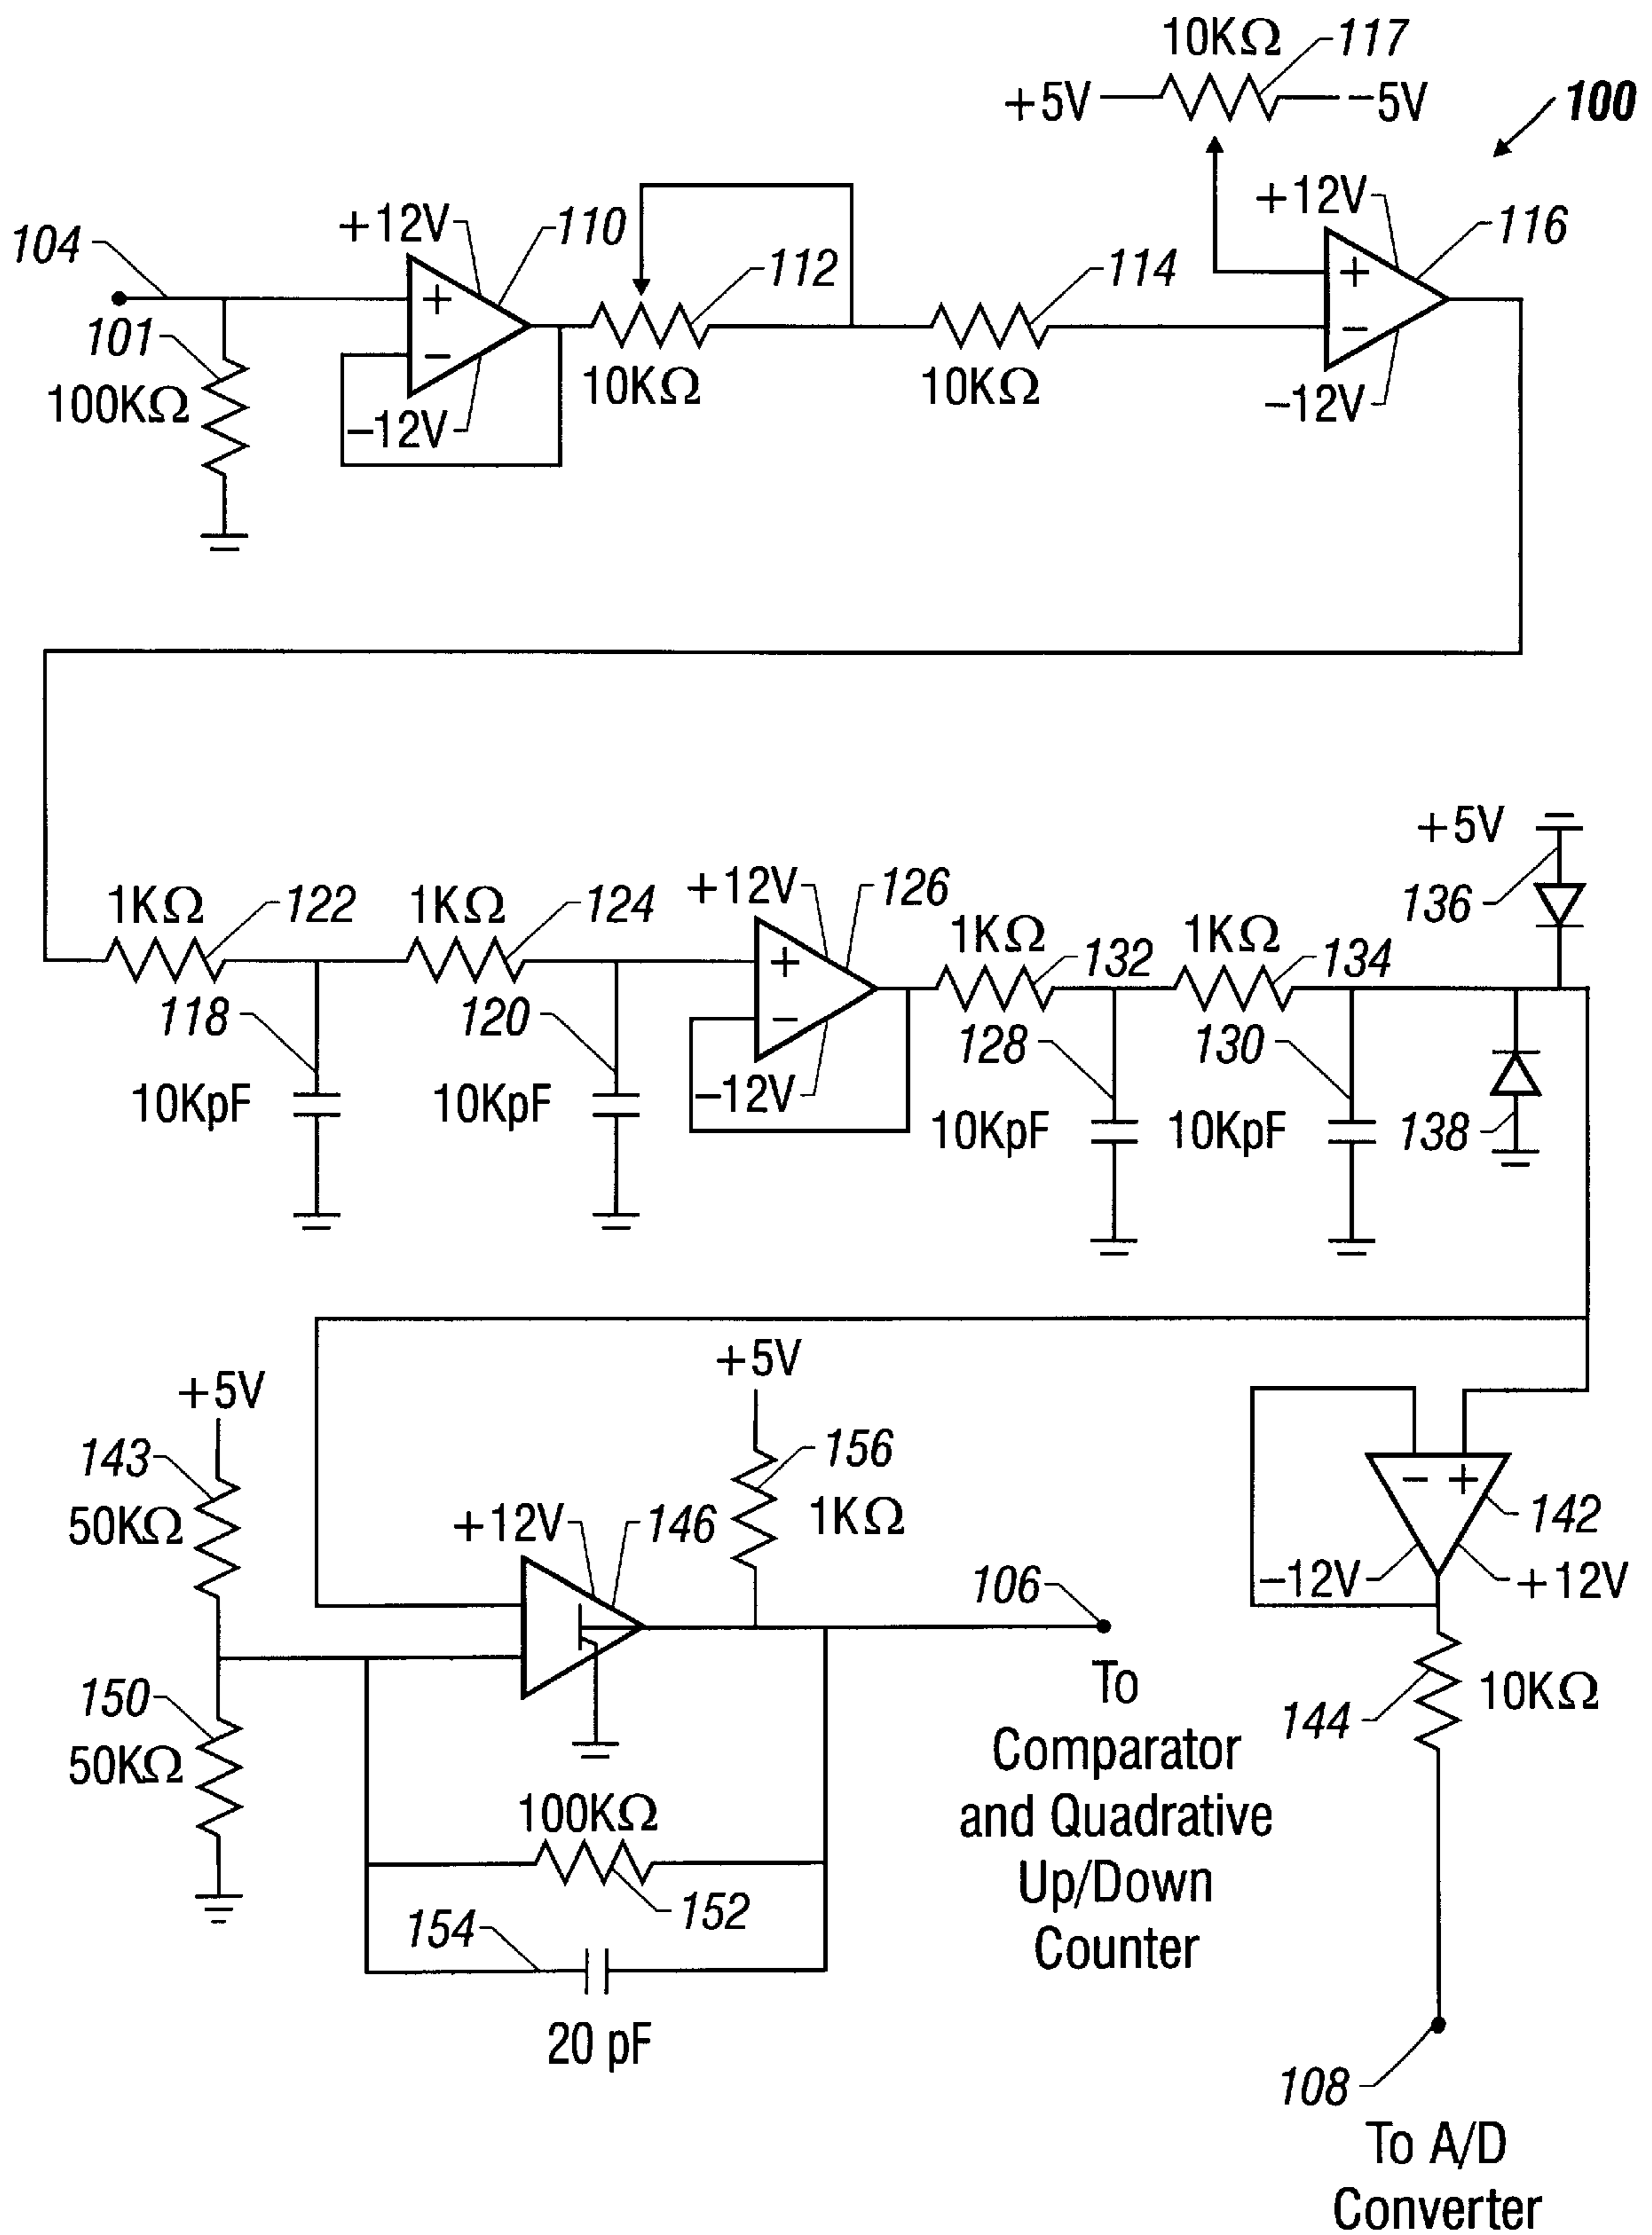 10KΩ 117
+5V −5V 100
+12V 110 +12V 116
104 112 114
+ +
101 − −
100KΩ 10KΩ 10KΩ
−12V −12V
+5V
1KΩ 122 1KΩ 124 +12V 126 136
1KΩ 132 1KΩ 134
+
118 120 − 128 130
10KpF 10KpF −12V 10KpF 10KpF 138
+5V
+5V
143 156
50KΩ +12V 146 1KΩ − + 142
106 −12V +12V
150 To 144 10KΩ
50KΩ Comparator
100KΩ and Quadrative
Up/Down
154 152 Counter
20 pF
108
To A/D
Converter